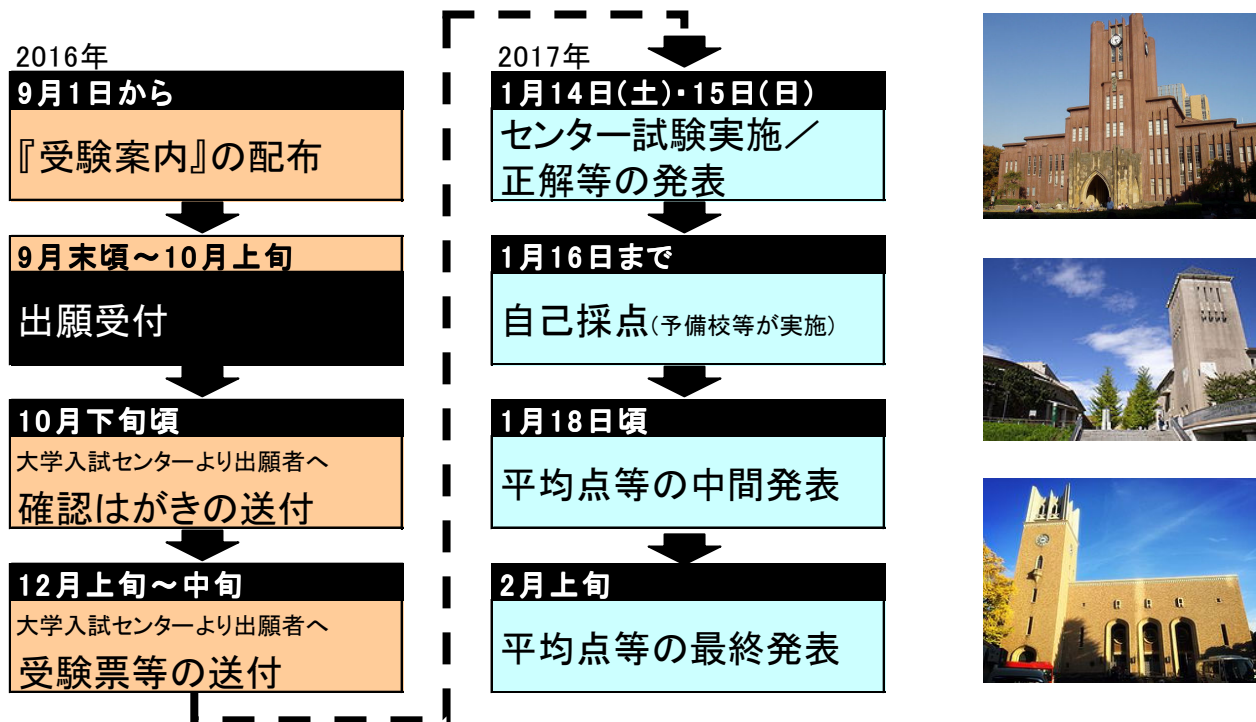 2016年
9月1日から
『受験案内』の配布
9月末頃～10月上旬
出願受付
10月下旬頃
大学入試センターより出願者へ
確認はがきの送付
12月上旬～中旬
大学入試センターより出願者へ
受験票等の送付
2017年
1月14日(土)・15日(日)
センター試験実施／
正解等の発表
1月16日まで
自己採点(予備校等が実施)
1月18日頃
平均点等の中間発表
2月上旬
平均点等の最終発表